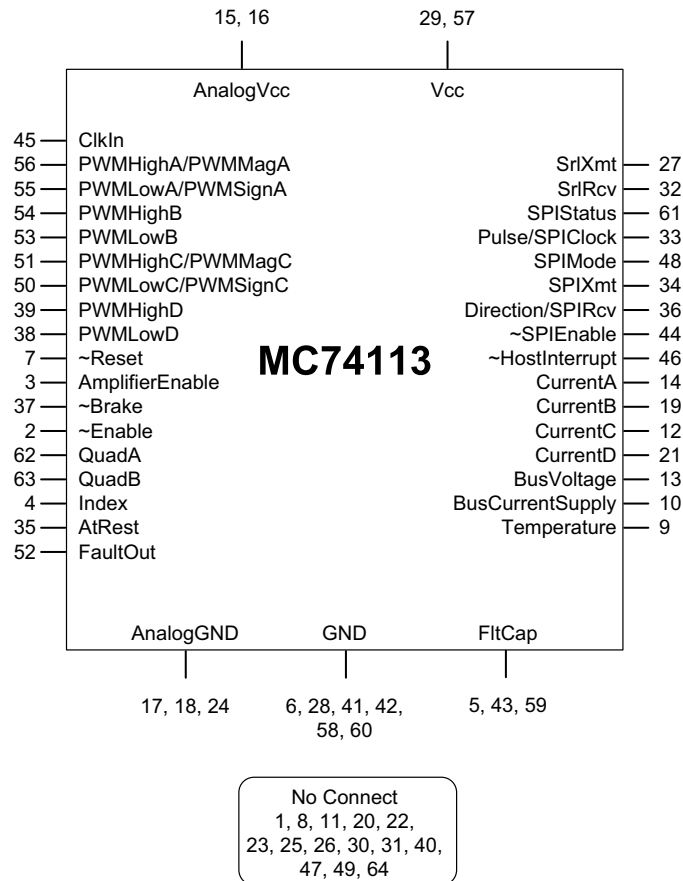 15, 16
29, 57
AnalogVcc
Vcc
45 ClkIn
56 PWMHighA/PWMMagA
SrlXmt 27
55 PWMLowA/PWMSignA
SrlRcv 32
54 PWMHighB
SPIStatus 61
53 PWMLowB
Pulse/SPIClock 33
51 PWMHighC/PWMMagC
SPIMode 48
50 PWMLowC/PWMSignC
SPIXmt 34
39 PWMHighD
Direction/SPIRcv 36
38 PWMLowD
~SPIEnable 44
7 ~Reset
MC74113
~HostInterrupt 46
3 AmplifierEnable
CurrentA 14
37 ~Brake
CurrentB 19
2 ~Enable
CurrentC 12
62 QuadA
CurrentD 21
63 QuadB
BusVoltage 13
4 Index
BusCurrentSupply 10
35 AtRest
Temperature 9
52 FaultOut
AnalogGND
GND
FltCap
17, 18, 24
6, 28, 41, 42,
58, 60
5, 43, 59
No Connect
1, 8, 11, 20, 22,
23, 25, 26, 30, 31, 40,
47, 49, 64